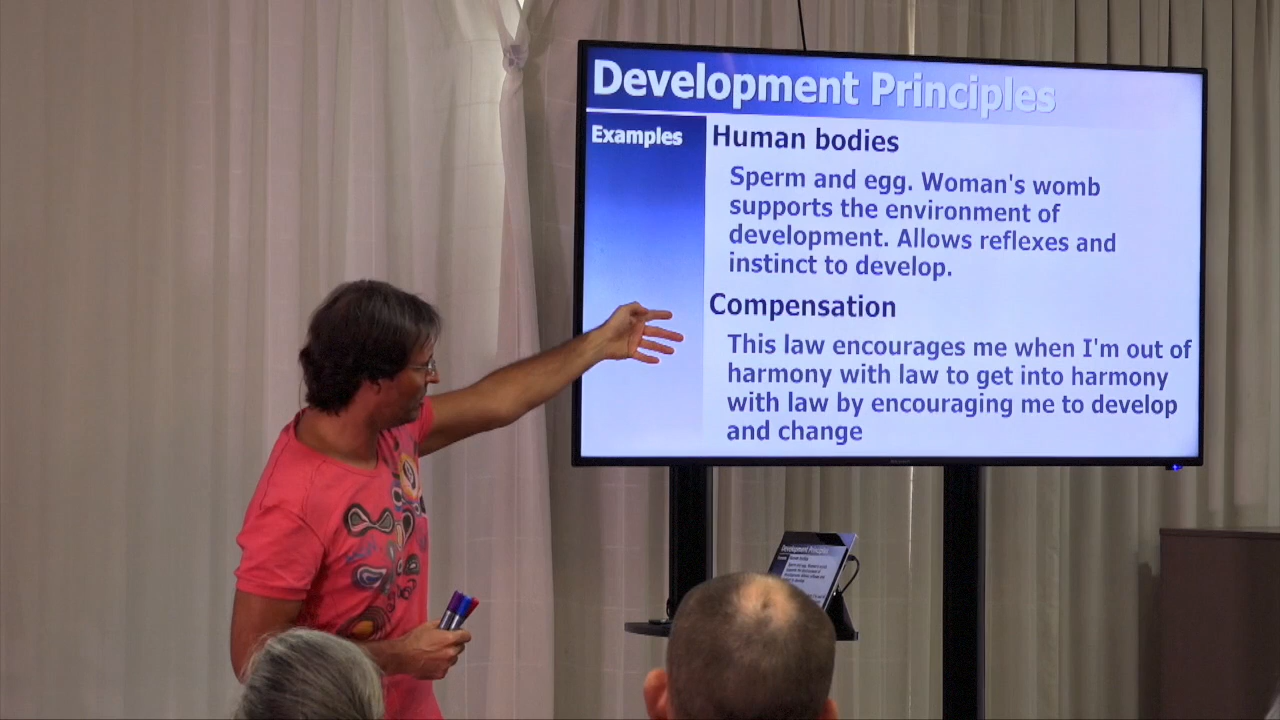 Development Principles
Examples
Human bodies
Sperm and egg. Woman's womb
supports the environment of
development. Allows reflexes and
instinct to develop.
Compensation
This law encourages me when I'm out of
harmony with law to get into harmony
with law by encouraging me to develop
and change
Development Principles